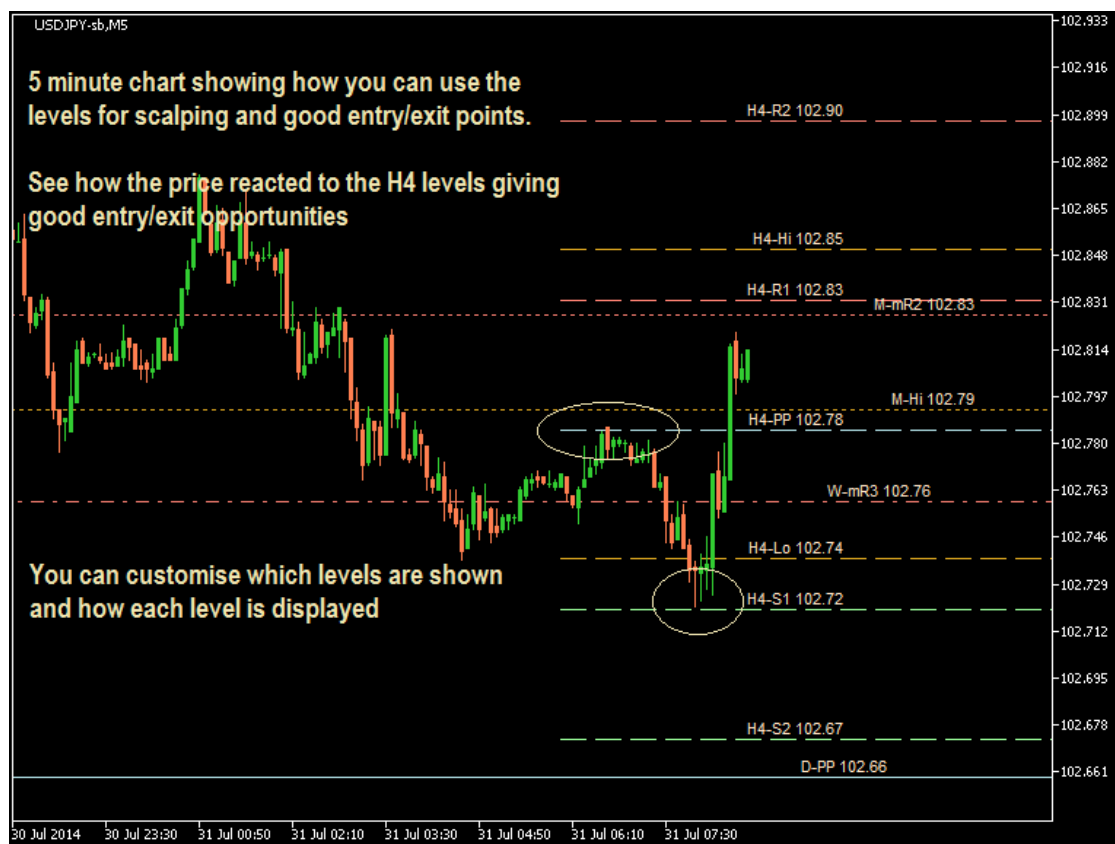 USDJPY-sb,M5
5 minute chart showing how you can use the
levels for scalping and good entry/exit points.
See how the price reacted to the H4 levels giving
good entry/exit opportunities
You can customise which levels are shown
and how each level is displayed
H4-R2 102.90
H4-Hi 102.85
H4-R1 102.83
M-mR2 102.83
M-Hi 102.79
H4-PP 102.78
W-mR3 102.76
H4-Lo 102.74
H4-S1 102.72
H4-S2 102.67
D-PP 102.66
102.933
102.916
102.899
102.882
102.865
102.848
102.831
102.814
102.797
102.780
102.763
102.746
102.729
102.712
102.695
102.678
102.661
30 Jul 2014
30 Jul 23:30
31 Jul 00:50
31 Jul 02:10
31 Jul 03:30
31 Jul 04:50
31 Jul 06:10
31 Jul 07:30